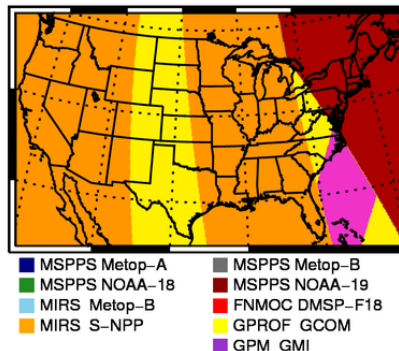 MSPPS Metop-A
MSPPS NOAA-18
MIRS Metop-B
MIRS S-NPP
MSPPS Metop-B
MSPPS NOAA-19
FNMOC DMSP-F18
GPROF GCOM
GPM GMI